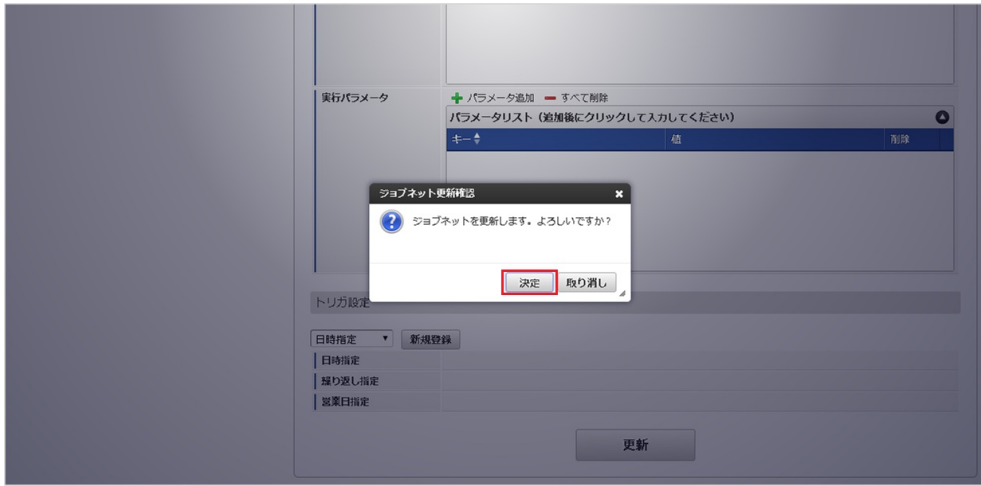 実行パラメータ
パラメータ追加 すべて削除
パラメータリスト（追加後にクリックして入力してください）
キー 値 削除
ジョブネット更新確認
ジョブネットを更新します。よろしいですか？
決定 取り消し
トリガ設定
日時指定 新規登録
日時指定
繰り返し指定
営業日指定
更新